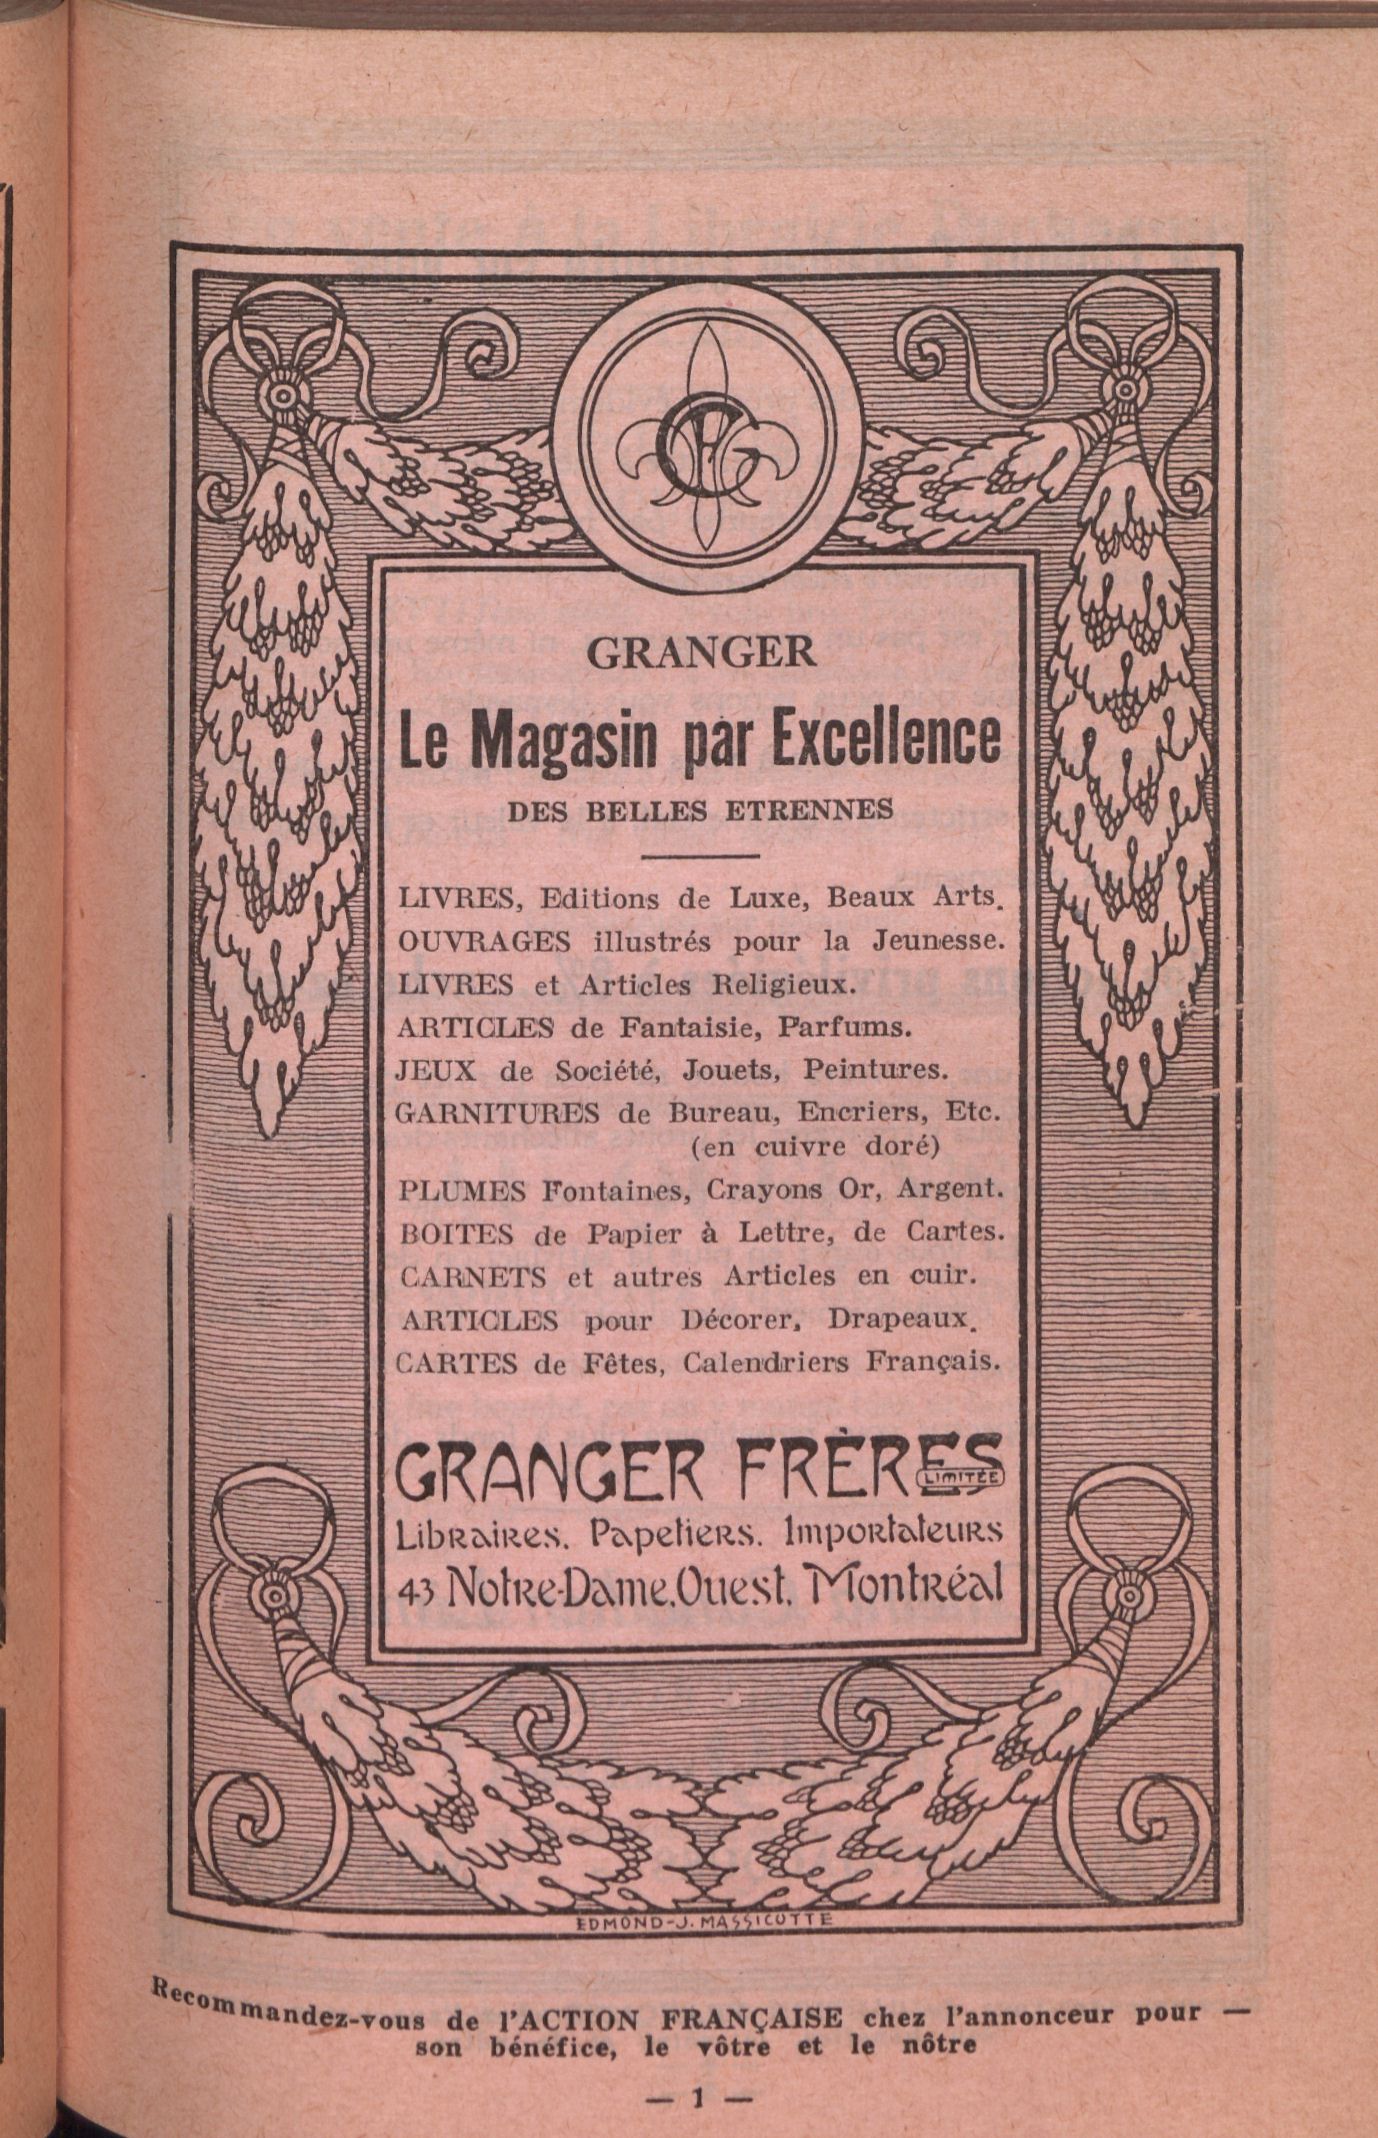 GRANGER
Le Magasin par Excellence
DES BELLES ETRENNES
LIVRES, Editions de Luxe, Beaux Arts.
OUVRAGES illustrés pour la Jeunesse.
LIVRES et Articles Religieux.
ARTICLES de Fantaisie, Parfums.
JEUX de Société, Jouets, Peintures.
GARNITURES de Bureau, Encriers, Etc.
(en cuivre doré)
PLUMES Fontaines, Crayons Or, Argent.
BOITES de Papier à Lettre, de Cartes.
CARNETS et autres Articles en cuir.
ARTICLES pour Décorer, Drapeaux.
CARTES de Fêtes, Calendriers Français.
GRANGER FRÈRES
LIMITÉE
Libraires. Papetiers. Importateurs
43 Notre-Dame.Ouest. Montréal
EDMOND-J. MASSICOTTE
Recommandez-vous de l'ACTION FRANÇAISE chez l'annonceur pour —
son bénéfice, le vôtre et le nôtre
— 1 —